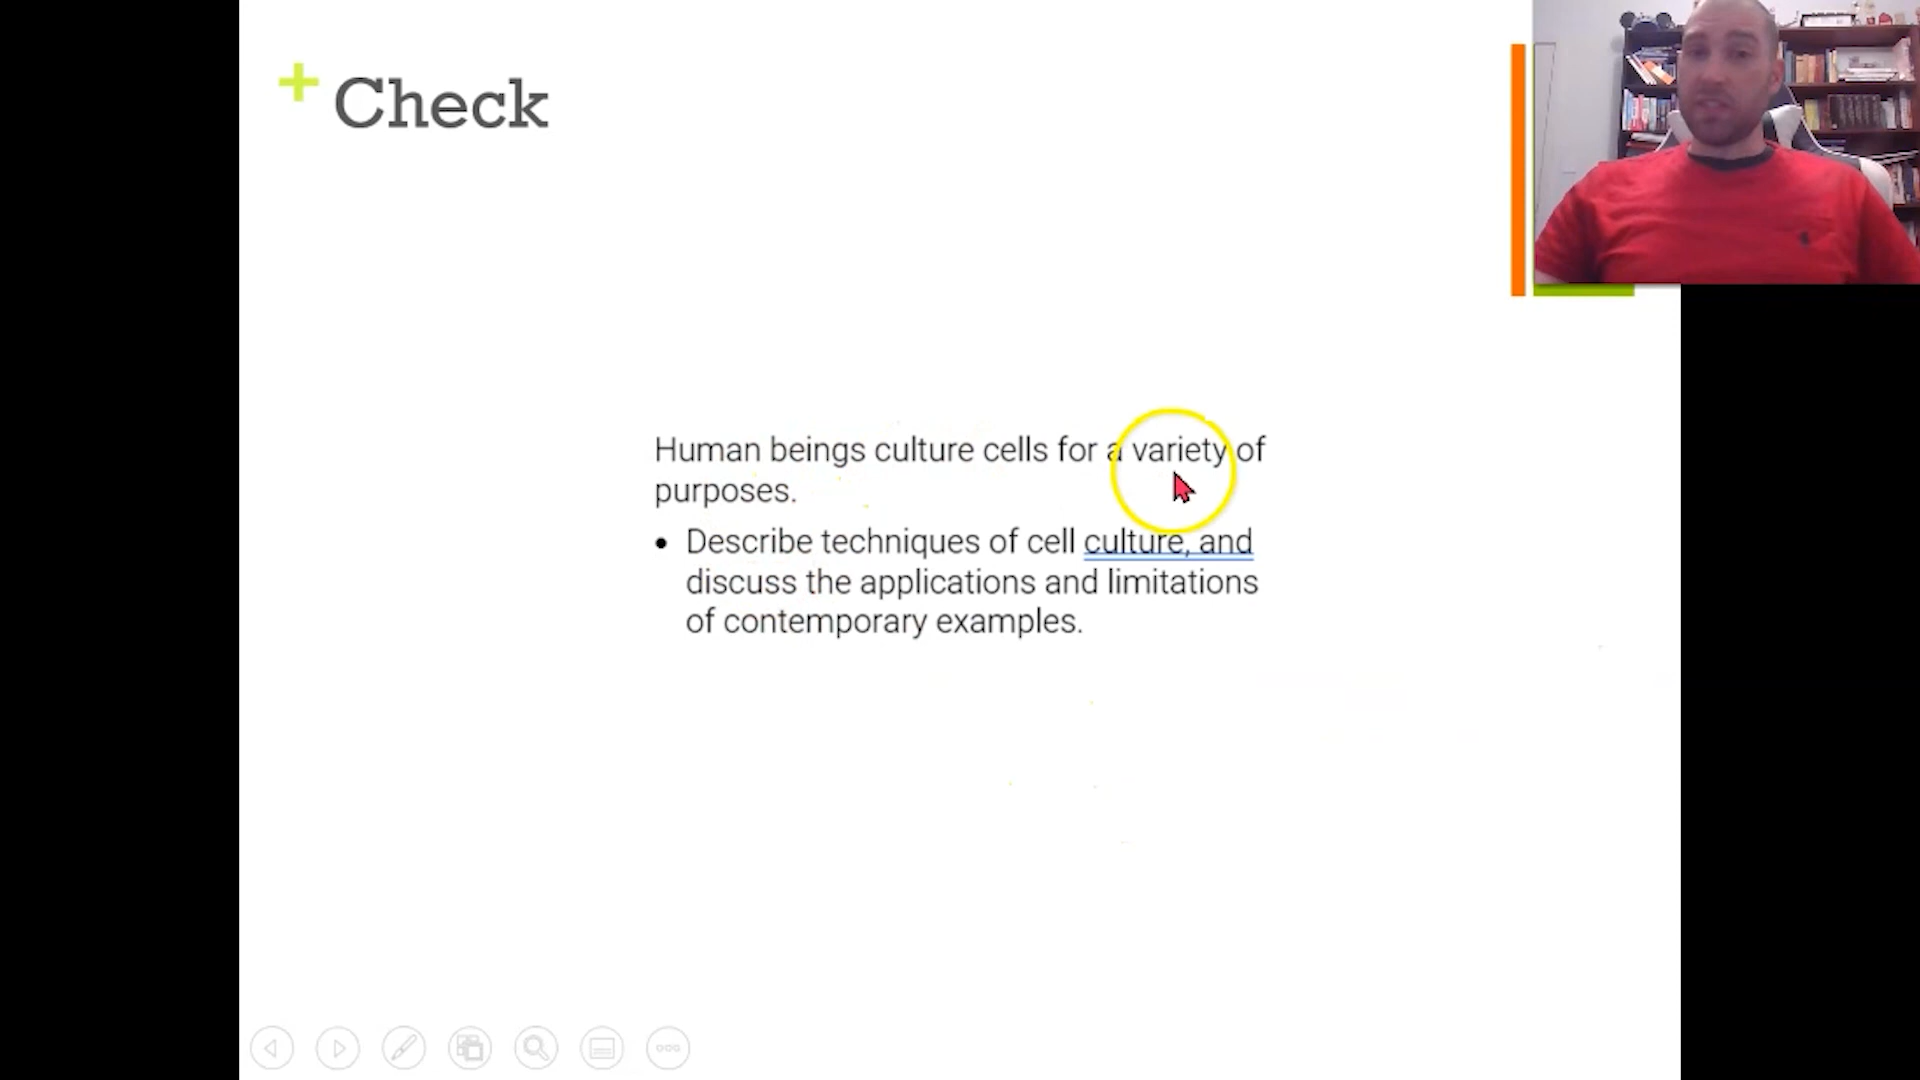 + Check
Human beings culture cells for a variety of
purposes.
• Describe techniques of cell culture, and
discuss the applications and limitations
of contemporary examples.